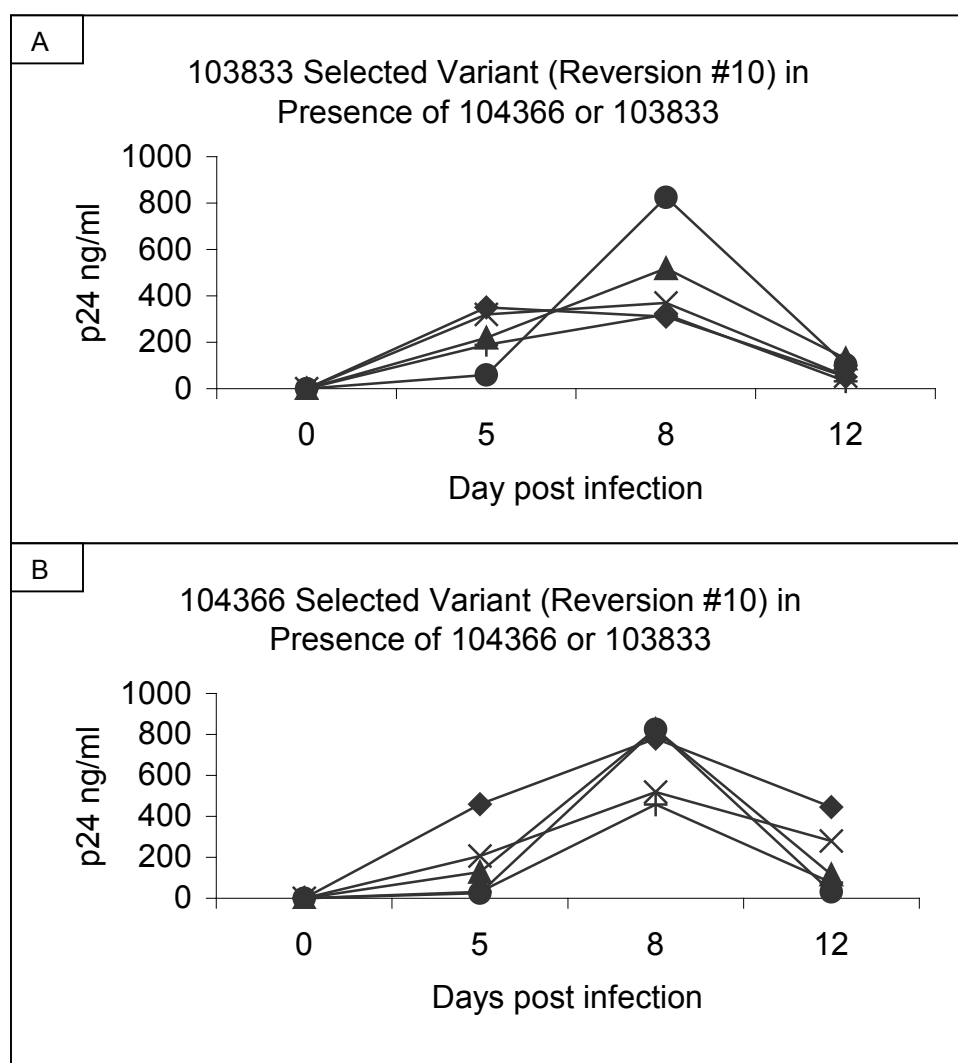 A
103833 Selected Variant (Reversion #10) in
Presence of 104366 or 103833
1000
800
600
400
200
0
p24 ng/ml
0 5 8 12
Day post infection
B
104366 Selected Variant (Reversion #10) in
Presence of 104366 or 103833
1000
800
600
400
200
0
p24 ng/ml
0 5 8 12
Days post infection